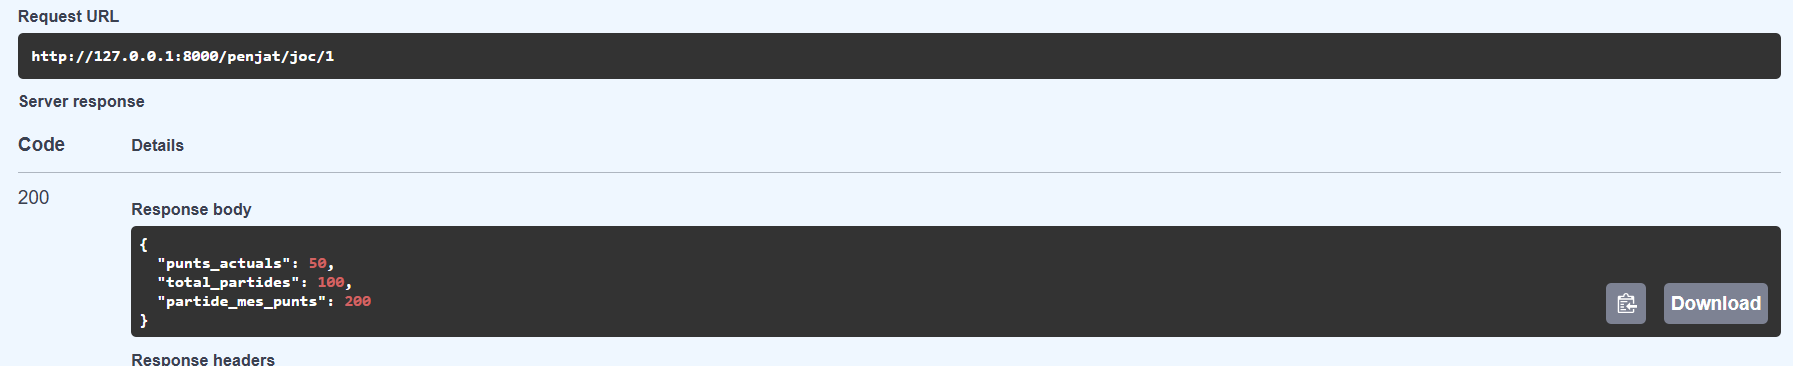 Request URL
http://127.0.0.1:8000/penjat/joc/1
Server response
Code Details
200
Response body
{
"punts_actuals": 50,
"total_partides": 100,
"partide_mes_punts": 200
}
Download
Response headers